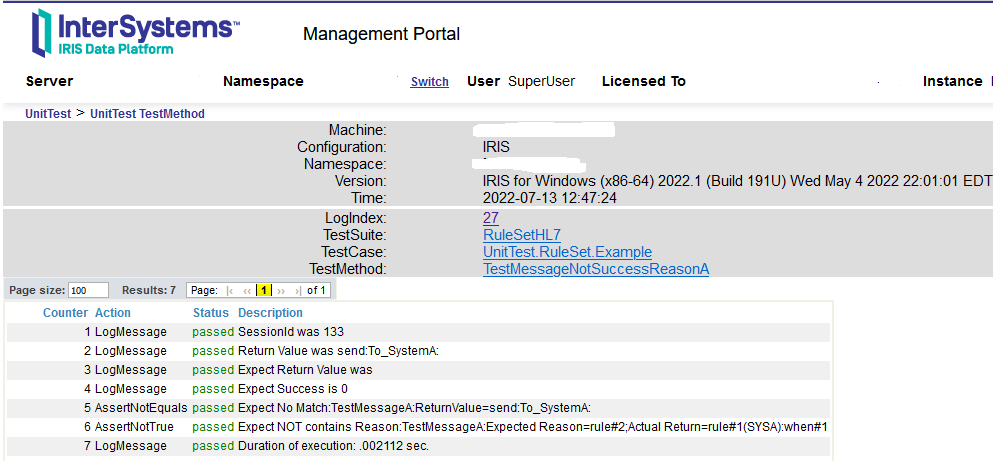 InterSystems™
IRIS Data Platform
Management Portal
Server Namespace Switch User SuperUser Licensed To Instance
UnitTest > UnitTest TestMethod
Machine:
Configuration: IRIS
Namespace:
Version: IRIS for Windows (x86-64) 2022.1 (Build 191U) Wed May 4 2022 22:01:01 EDT
Time: 2022-07-13 12:47:24
LogIndex: 27
TestSuite: RuleSetHL7
TestCase: UnitTest.RuleSet.Example
TestMethod: TestMessageNotSuccessReasonA
Page size: 100 Results: 7 Page: |< << 1 >> >| of 1
Counter Action Status Description
1 LogMessage passed SessionId was 133
2 LogMessage passed Return Value was send:To_SystemA:
3 LogMessage passed Expect Return Value was
4 LogMessage passed Expect Success is 0
5 AssertNotEquals passed Expect No Match:TestMessageA:ReturnValue=send:To_SystemA:
6 AssertNotTrue passed Expect NOT contains Reason:TestMessageA:Expected Reason=rule#2;Actual Return=rule#1(SYSA):when#1
7 LogMessage passed Duration of execution: .002112 sec.